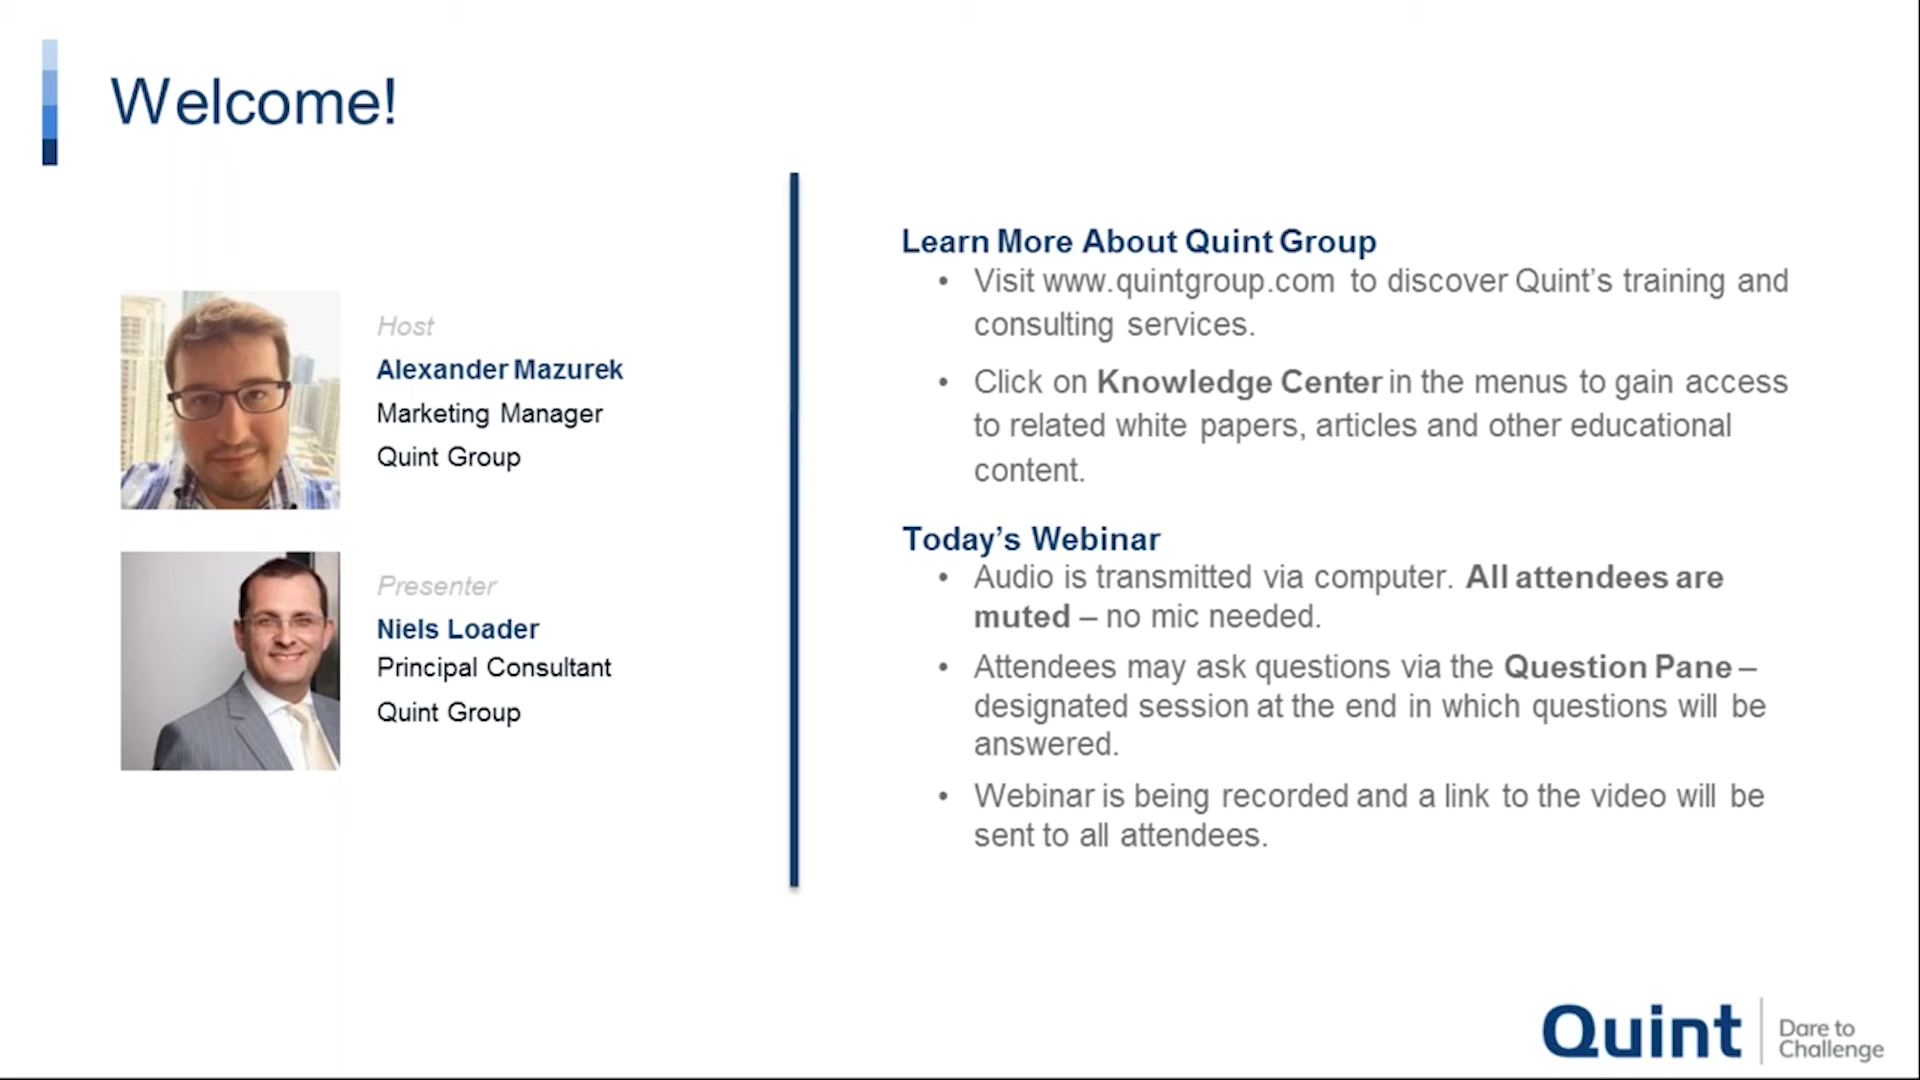 Welcome!
Host
Alexander Mazurek
Marketing Manager
Quint Group
Presenter
Niels Loader
Principal Consultant
Quint Group
Learn More About Quint Group
• Visit www.quintgroup.com to discover Quint’s training and
consulting services.
• Click on Knowledge Center in the menus to gain access
to related white papers, articles and other educational
content.
Today’s Webinar
• Audio is transmitted via computer. All attendees are
muted – no mic needed.
• Attendees may ask questions via the Question Pane –
designated session at the end in which questions will be
answered.
• Webinar is being recorded and a link to the video will be
sent to all attendees.
Quint
Dare to
Challenge